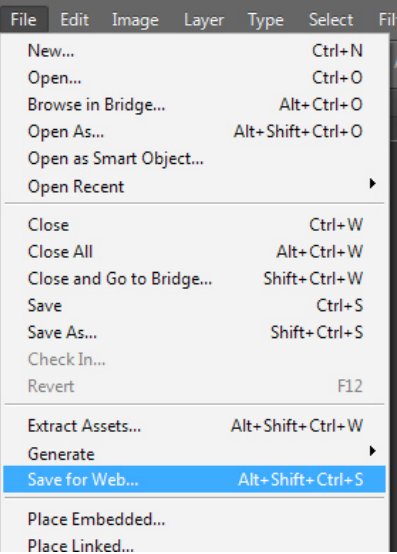 File Edit Image Layer Type Select
New... Ctrl+N
Open... Ctrl+O
Browse in Bridge... Alt+Ctrl+O
Open As... Alt+Shift+Ctrl+O
Open as Smart Object...
Open Recent
Close Ctrl+W
Close All Alt+Ctrl+W
Close and Go to Bridge... Shift+Ctrl+W
Save Ctrl+S
Save As... Shift+Ctrl+S
Check In...
Revert F12
Extract Assets... Alt+Shift+Ctrl+W
Generate
Save for Web... Alt+Shift+Ctrl+S
Place Embedded...
Place Linked...